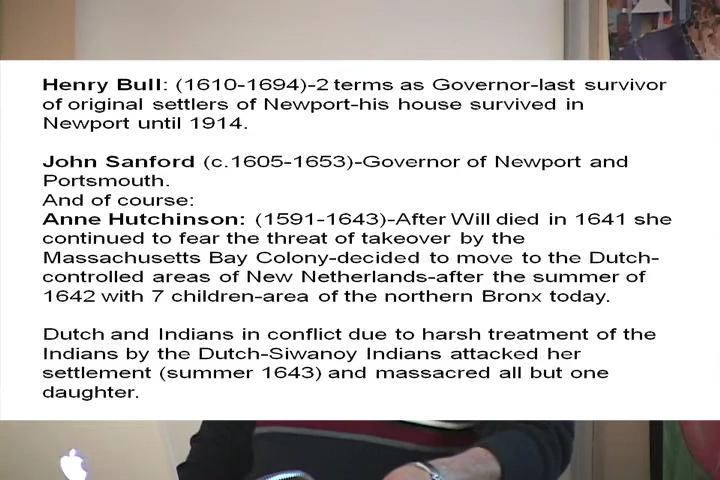 Henry Bull: (1610-1694)-2 terms as Governor-last survivor
of original settlers of Newport-his house survived in
Newport until 1914.
John Sanford (c.1605-1653)-Governor of Newport and
Portsmouth.
And of course:
Anne Hutchinson: (1591-1643)-After Will died in 1641 she
continued to fear the threat of takeover by the
Massachusetts Bay Colony-decided to move to the Dutch-
controlled areas of New Netherlands-after the summer of
1642 with 7 children-area of the northern Bronx today.
Dutch and Indians in conflict due to harsh treatment of the
Indians by the Dutch-Siwanoy Indians attacked her
settlement (summer 1643) and massacred all but one
daughter.